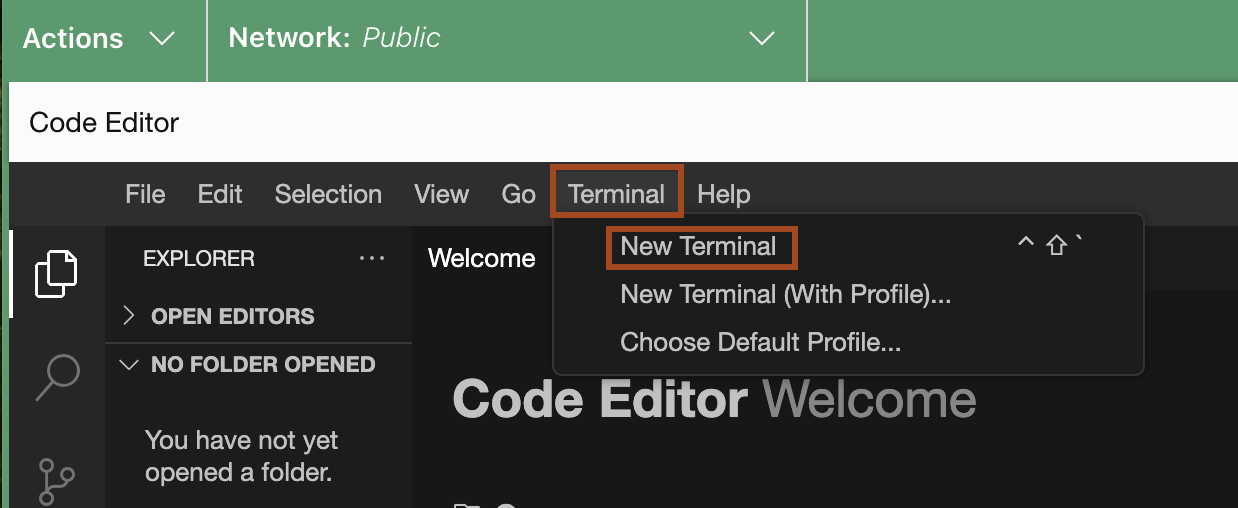 Actions
Network: Public
Code Editor
File Edit Selection View Go Terminal Help
EXPLORER ···
Welcome
New Terminal ^⇧`
New Terminal (With Profile)...
Choose Default Profile...
OPEN EDITORS
NO FOLDER OPENED
You have not yet
opened a folder.
Code Editor Welcome